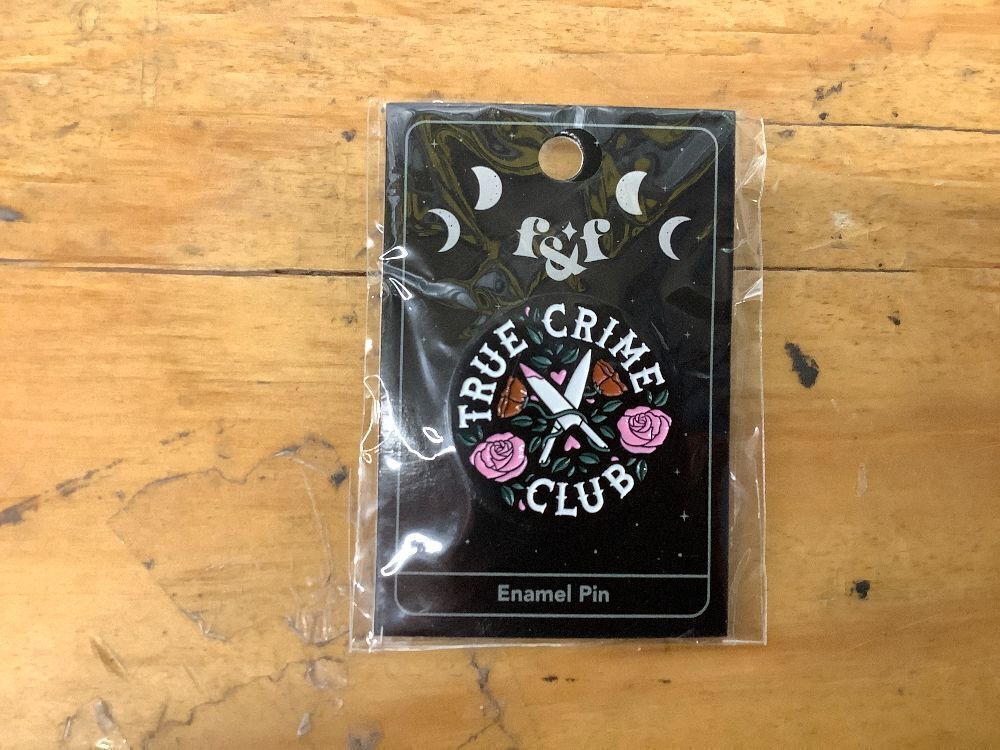 f&f
TRUE CRIME
CLUB
Enamel Pin